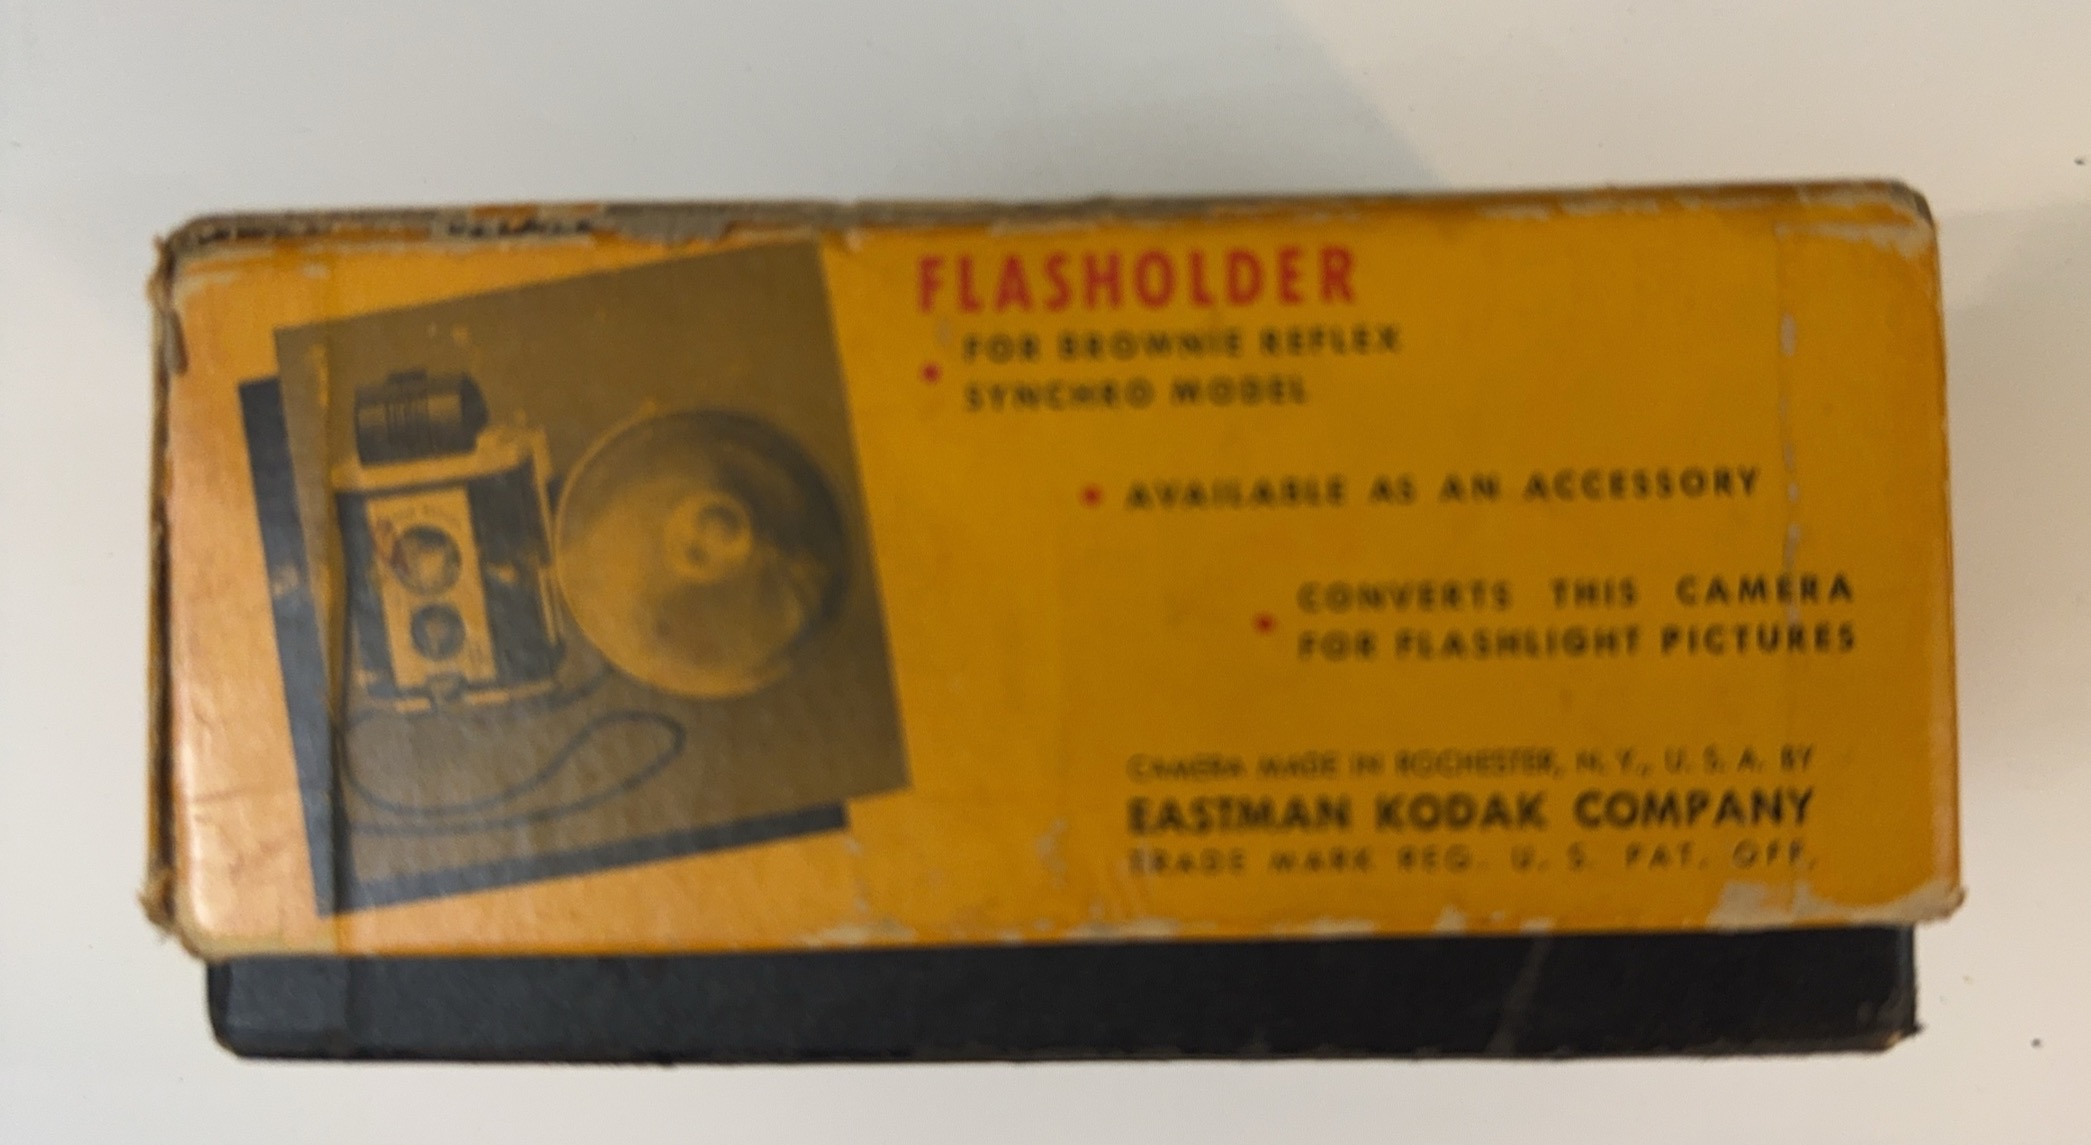 FLASHOLDER
• FOR BROWNIE REFLEX
SYNCHRO MODEL
• AVAILABLE AS AN ACCESSORY
• CONVERTS THIS CAMERA
FOR FLASHLIGHT PICTURES
CAMERA MADE IN ROCHESTER, N. Y., U. S. A. BY
EASTMAN KODAK COMPANY
TRADE MARK REG. U. S. PAT. OFF.